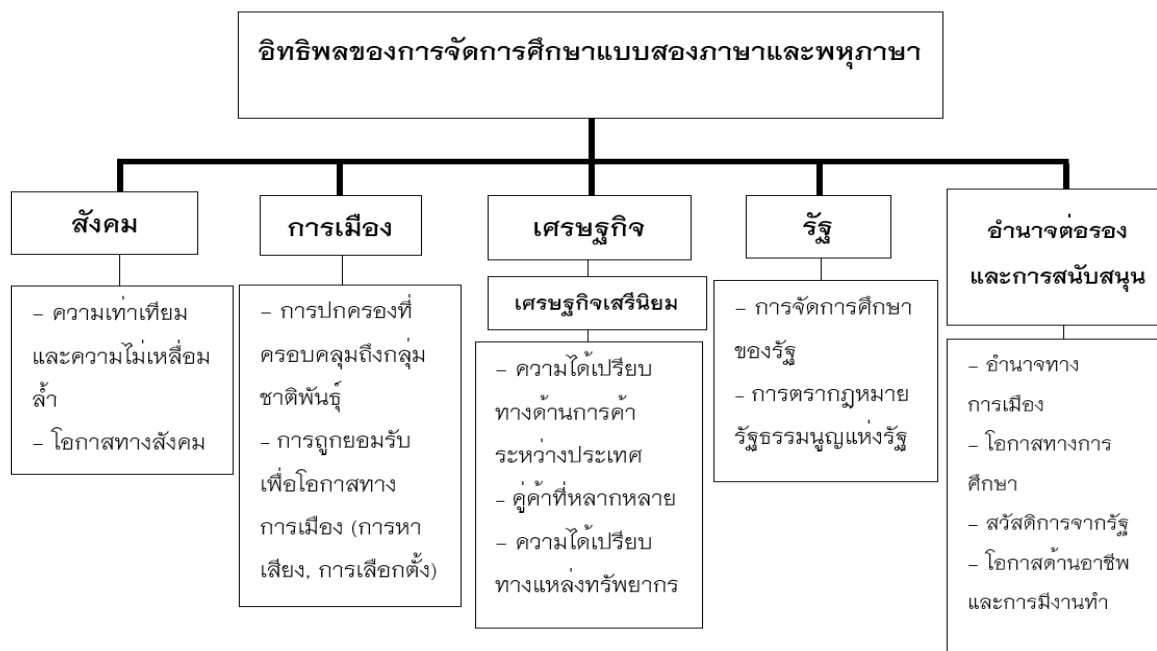 อิทธิพลของการจัดการศึกษาแบบสองภาษาและพหุภาษา
สังคม
– ความเท่าเทียม
และความไม่เหลื่อม
ล้ำ
– โอกาสทางสังคม
การเมือง
– การปกครองที่
ครอบคลุมถึงกลุ่ม
ชาติพันธุ์
– การถูกยอมรับ
เพื่อโอกาสทาง
การเมือง (การหา
เสียง, การเลือกตั้ง)
เศรษฐกิจ
เศรษฐกิจเสรีนิยม
– ความได้เปรียบ
ทางด้านการค้า
ระหว่างประเทศ
– คู่ค้าที่หลากหลาย
– ความได้เปรียบ
ทางแหล่งทรัพยากร
รัฐ
– การจัดการศึกษา
ของรัฐ
– การตรากฎหมาย
รัฐธรรมนูญแห่งรัฐ
อำนาจต่อรอง
และการสนับสนุน
– อำนาจทาง
การเมือง
– โอกาสทางการ
ศึกษา
– สวัสดิการจากรัฐ
– โอกาสด้านอาชีพ
และการมีงานทำ